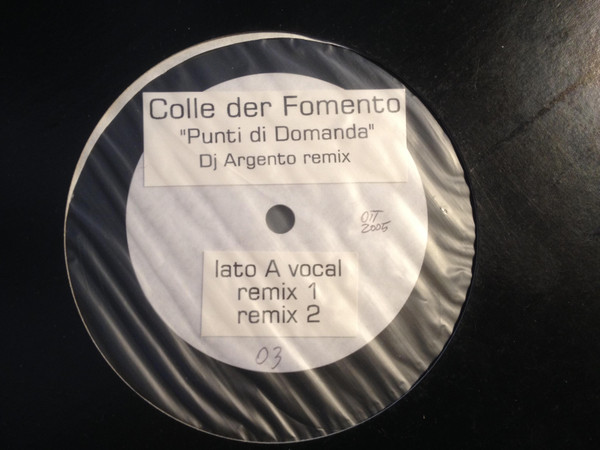 Colle der Fomento
"Punti di Domanda"
Dj Argento remix
OTT
2005
lato A vocal
remix 1
remix 2
03